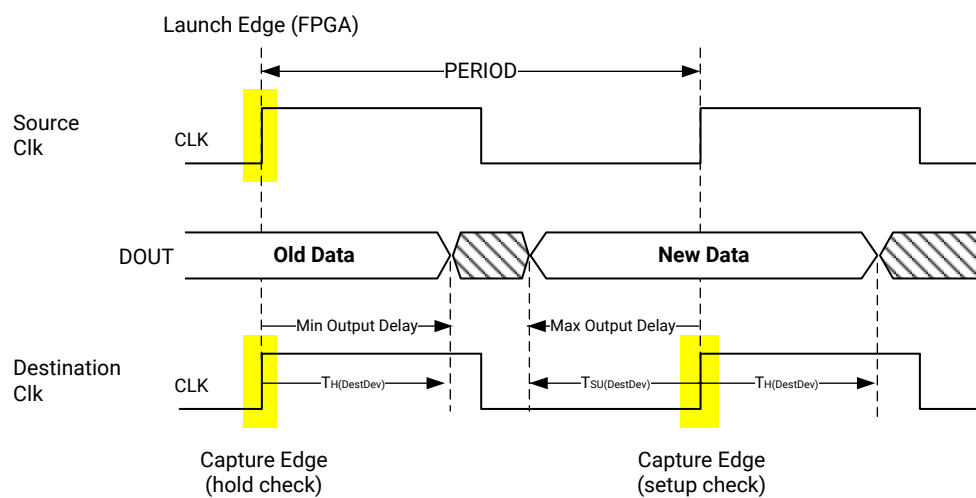 Launch Edge (FPGA)
PERIOD
Source
Clk
CLK
DOUT
Old Data
New Data
Min Output Delay
Max Output Delay
Destination
Clk
CLK
TH(DestDev)
TSU(DestDev)
TH(DestDev)
Capture Edge
(hold check)
Capture Edge
(setup check)